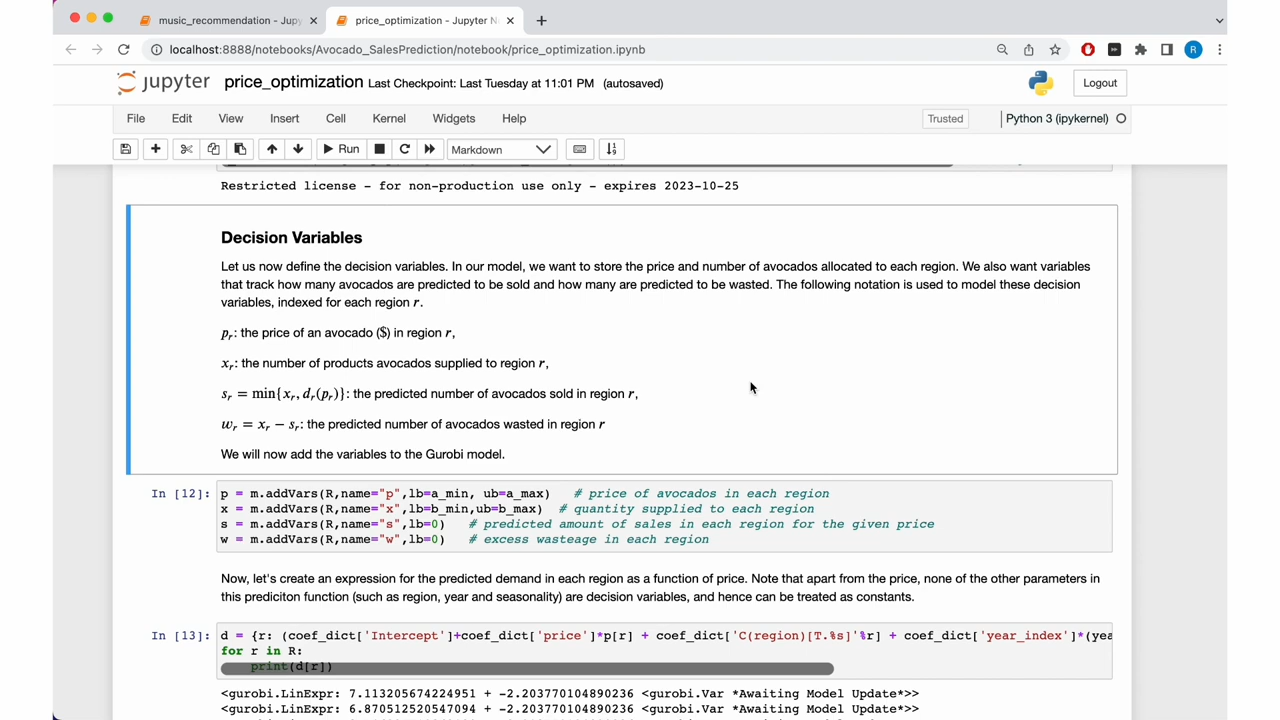 music_recommendation - Jupy
price_optimization - Jupyter N
localhost:8888/notebooks/Avocado_SalesPrediction/notebook/price_optimization.ipynb
R
jupyter price_optimization Last Checkpoint: Last Tuesday at 11:01 PM (autosaved)
Logout
File Edit View Insert Cell Kernel Widgets Help
Trusted
Python 3 (ipykernel)
Run
Markdown
Restricted license - for non-production use only - expires 2023-10-25
Decision Variables
Let us now define the decision variables. In our model, we want to store the price and number of avocados allocated to each region. We also want variables
that track how many avocados are predicted to be sold and how many are predicted to be wasted. The following notation is used to model these decision
variables, indexed for each region r.
p_r: the price of an avocado ($) in region r,
x_r: the number of products avocados supplied to region r,
s_r = min{x_r, d_r(p_r)}: the predicted number of avocados sold in region r,
w_r = x_r − s_r: the predicted number of avocados wasted in region r
We will now add the variables to the Gurobi model.
In [12]: p = m.addVars(R,name="p",lb=a_min, ub=a_max)   # price of avocados in each region
x = m.addVars(R,name="x",lb=b_min,ub=b_max)  # quantity supplied to each region
s = m.addVars(R,name="s",lb=0)   # predicted amount of sales in each region for the given price
w = m.addVars(R,name="w",lb=0)   # excess wasteage in each region
Now, let's create an expression for the predicted demand in each region as a function of price. Note that apart from the price, none of the other parameters in
this prediciton function (such as region, year and seasonality) are decision variables, and hence can be treated as constants.
In [13]: d = {r: (coef_dict['Intercept']+coef_dict['price']*p[r] + coef_dict['C(region)[T.%s]'%r] + coef_dict['year_index']*(yea
for r in R:
print(d[r])
<gurobi.LinExpr: 7.113205674224951 + -2.203770104890236 <gurobi.Var *Awaiting Model Update*>>
<gurobi.LinExpr: 6.870512520547094 + -2.203770104890236 <gurobi.Var *Awaiting Model Update*>>